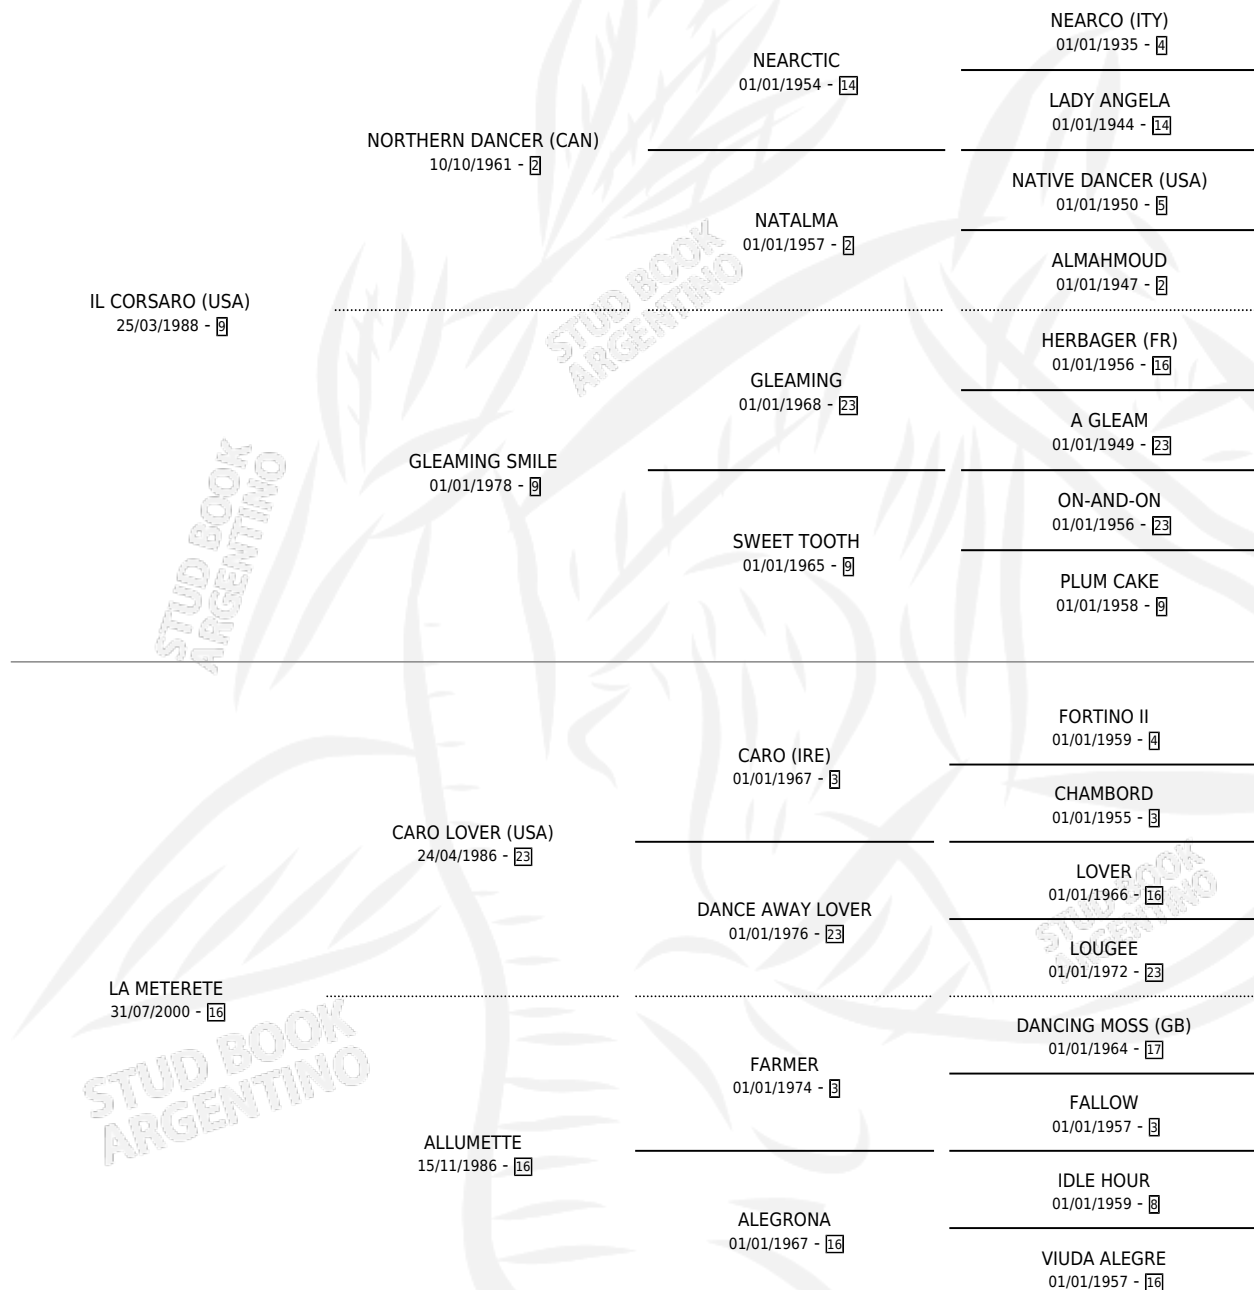 NEARCO (ITY)
01/01/1935 - 4
NEARCTIC
01/01/1954 - 14
LADY ANGELA
01/01/1944 - 14
NORTHERN DANCER (CAN)
10/10/1961 - 2
NATIVE DANCER (USA)
01/01/1950 - 5
NATALMA
01/01/1957 - 2
ALMAHMOUD
01/01/1947 - 2
IL CORSARO (USA)
25/03/1988 - 9
HERBAGER (FR)
01/01/1956 - 16
GLEAMING
01/01/1968 - 23
A GLEAM
01/01/1949 - 23
GLEAMING SMILE
01/01/1978 - 9
ON-AND-ON
01/01/1956 - 23
SWEET TOOTH
01/01/1965 - 9
PLUM CAKE
01/01/1958 - 9
STUD BOOK
ARGENTINO
STUD BOOK
ARGENTINO
FORTINO II
01/01/1959 - 4
CARO (IRE)
01/01/1967 - 3
CHAMBORD
01/01/1955 - 3
CARO LOVER (USA)
24/04/1986 - 23
LOVER
01/01/1966 - 16
DANCE AWAY LOVER
01/01/1976 - 23
LOUGEE
01/01/1972 - 23
STUD BOOK
ARGENTINO
LA METERETE
31/07/2000 - 16
DANCING MOSS (GB)
01/01/1964 - 17
FARMER
01/01/1974 - 3
FALLOW
01/01/1957 - 3
ALLUMETTE
15/11/1986 - 16
IDLE HOUR
01/01/1959 - 8
ALEGRONA
01/01/1967 - 16
VIUDA ALEGRE
01/01/1957 - 16
STUD BOOK
ARGENTINO